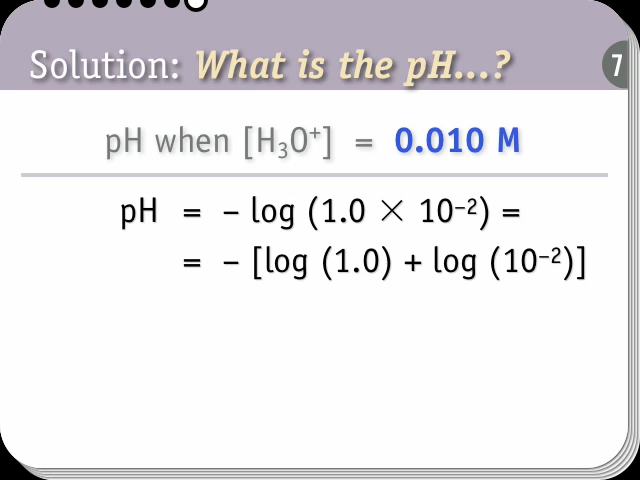 Solution: What is the pH...?
7
pH when [H₃O⁺] = 0.010 M
pH = – log (1.0 × 10⁻²) =
= – [log (1.0) + log (10⁻²)]